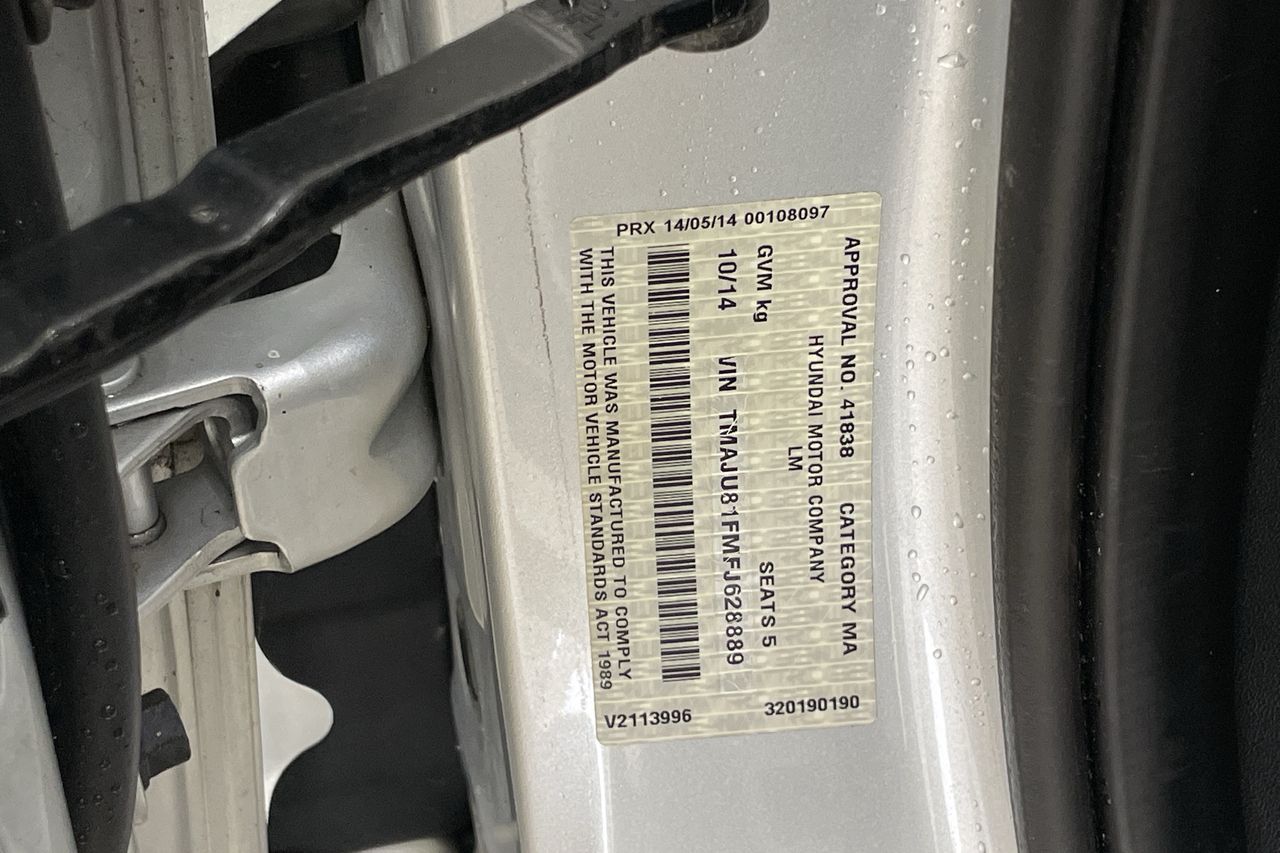 PRX 14/05/14 00108097
APPROVAL NO. 41838 CATEGORY MA
HYUNDAI MOTOR COMPANY
LM
GVM kg SEATS 5
10/14 VIN TMAJU81FMFJ628889
THIS VEHICLE WAS MANUFACTURED TO COMPLY
WITH THE MOTOR VEHICLE STANDARDS ACT 1989
V2113996 320190190